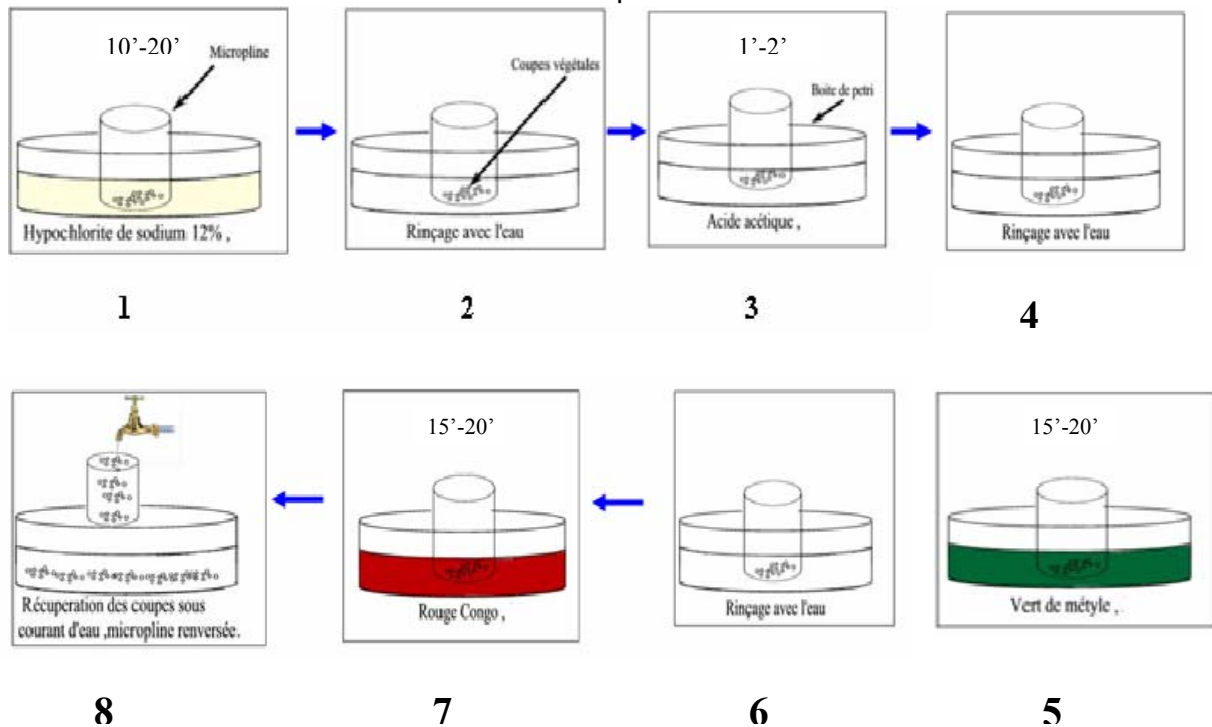 10’-20’
Micropline
Hypochlorite de sodium 12% ,
1
Coupes végétales
Rinçage avec l'eau
2
1’-2’
Boite de petri
Acide acétique ,
3
Rinçage avec l'eau
4
Récuperation des coupes sous
courant d'eau ,micropline renversée.
8
15’-20’
Rouge Congo ,
7
Rinçage avec l'eau
6
15’-20’
Vert de métyle ,
5